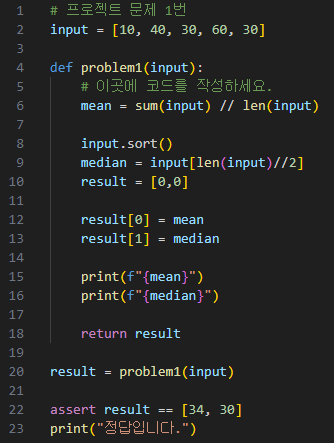 1 # 프로젝트 문제 1번
2 input = [10, 40, 30, 60, 30]
3
4 def problem1(input):
5     # 이곳에 코드를 작성하세요.
6     mean = sum(input) // len(input)
7
8     input.sort()
9     median = input[len(input)//2]
10     result = [0,0]
11
12     result[0] = mean
13     result[1] = median
14
15     print(f"{mean}")
16     print(f"{median}")
17
18     return result
19
20 result = problem1(input)
21
22 assert result == [34, 30]
23 print("정답입니다.")